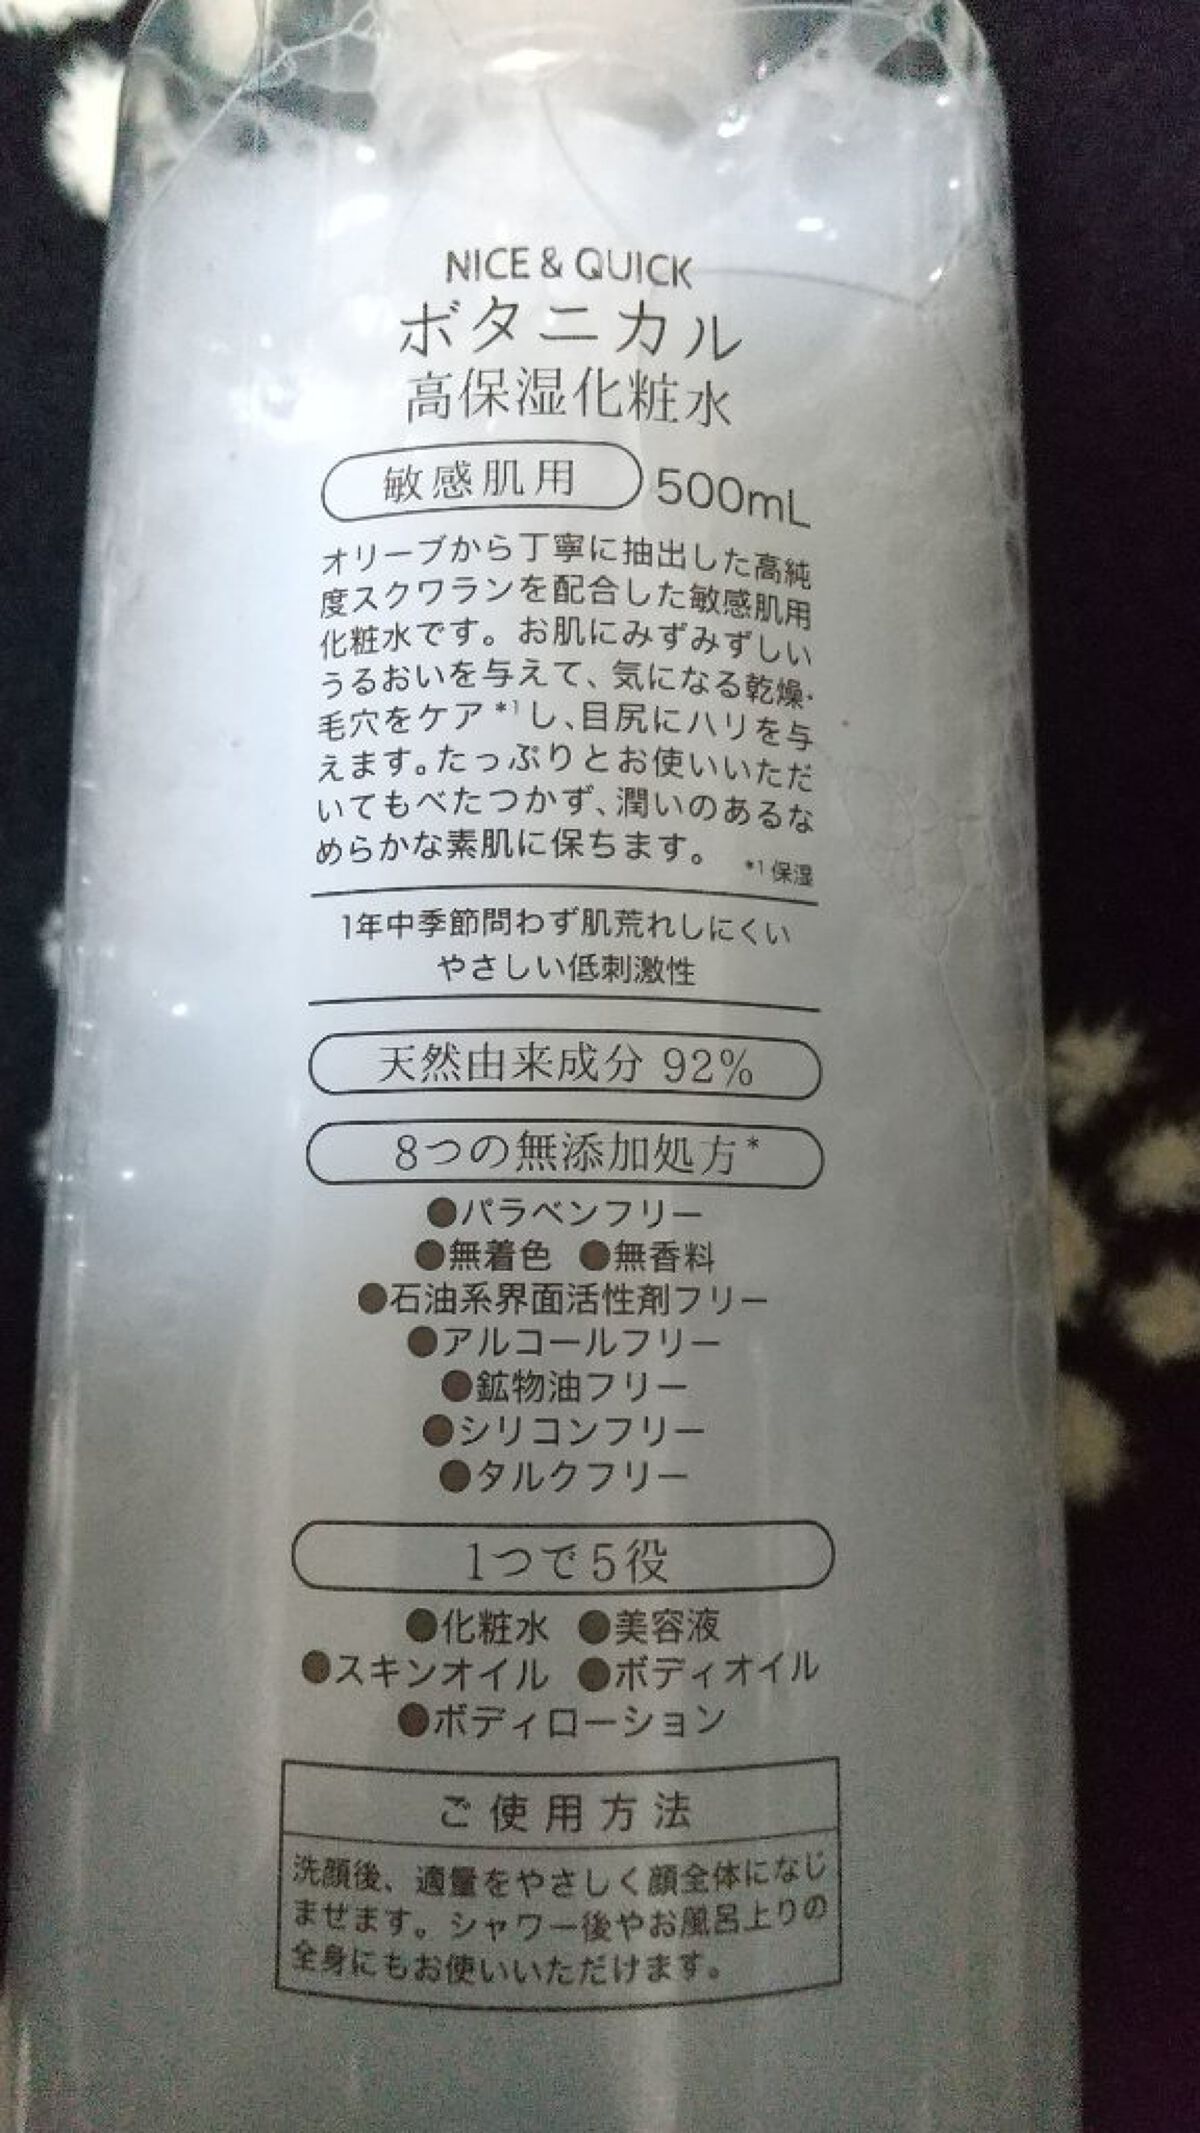 NICE & QUICK
ボタニカル
高保湿化粧水
敏感肌用 500mL
オリーブから丁寧に抽出した高純
度スクワランを配合した敏感肌用
化粧水です。お肌にみずみずしい
うるおいを与えて、気になる乾燥・
毛穴をケア*1し、目尻にハリを与
えます。たっぷりとお使いいただ
いてもべたつかず、潤いのあるな
めらかな素肌に保ちます。 *1保湿
1年中季節問わず肌荒れしにくい
やさしい低刺激性
天然由来成分 92%
8つの無添加処方*
●パラベンフリー
●無着色 ●無香料
●石油系界面活性剤フリー
●アルコールフリー
●鉱物油フリー
●シリコンフリー
●タルクフリー
1つで5役
●化粧水 ●美容液
●スキンオイル ●ボディオイル
●ボディローション
ご使用方法
洗顔後、適量をやさしく顔全体になじ
ませます。シャワー後やお風呂上りの
全身にもお使いいただけます。